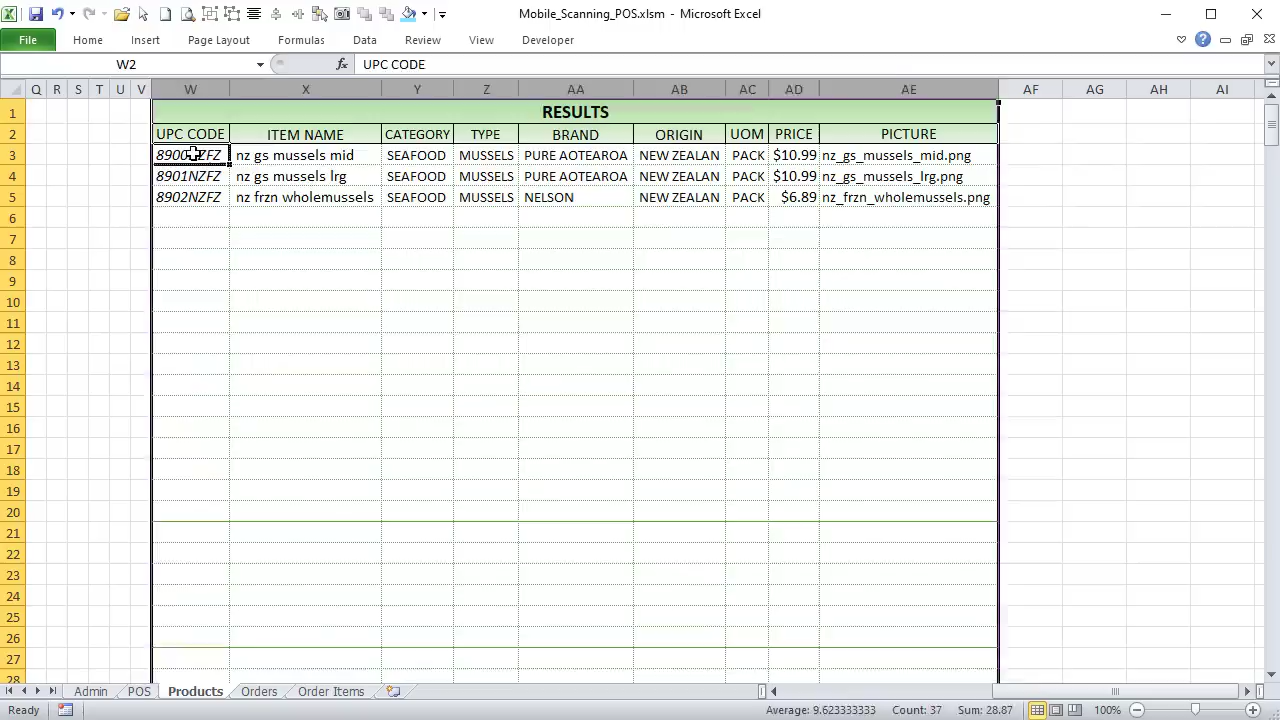 Mobile_Scanning_POS.xlsm - Microsoft Excel
File Home Insert Page Layout Formulas Data Review View Developer
W2 fx UPC CODE
Q R S T U V W X Y Z AA AB AC AD AE AF AG AH AI
1 RESULTS
2 UPC CODE ITEM NAME CATEGORY TYPE BRAND ORIGIN UOM PRICE PICTURE
3 nz gs mussels mid SEAFOOD MUSSELS PURE AOTEAROA NEW ZEALAN PACK $10.99 nz_gs_mussels_mid.png
4 8901NZFZ nz gs mussels lrg SEAFOOD MUSSELS PURE AOTEAROA NEW ZEALAN PACK $10.99 nz_gs_mussels_lrg.png
5 8902NZFZ nz frzn wholemussels SEAFOOD MUSSELS NELSON NEW ZEALAN PACK $6.89 nz_frzn_wholemussels.png
6
7
8
9
10
11
12
13
14
15
16
17
18
19
20
21
22
23
24
25
26
27
28
Admin POS Products Orders Order Items
Ready Average: 9.623333333 Count: 37 Sum: 28.87 100%